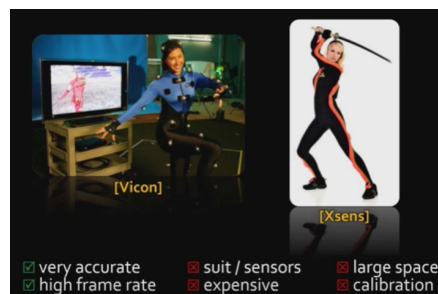 [Vicon]
[Xsens]
very accurate
suit / sensors
large space
high frame rate
expensive
calibration